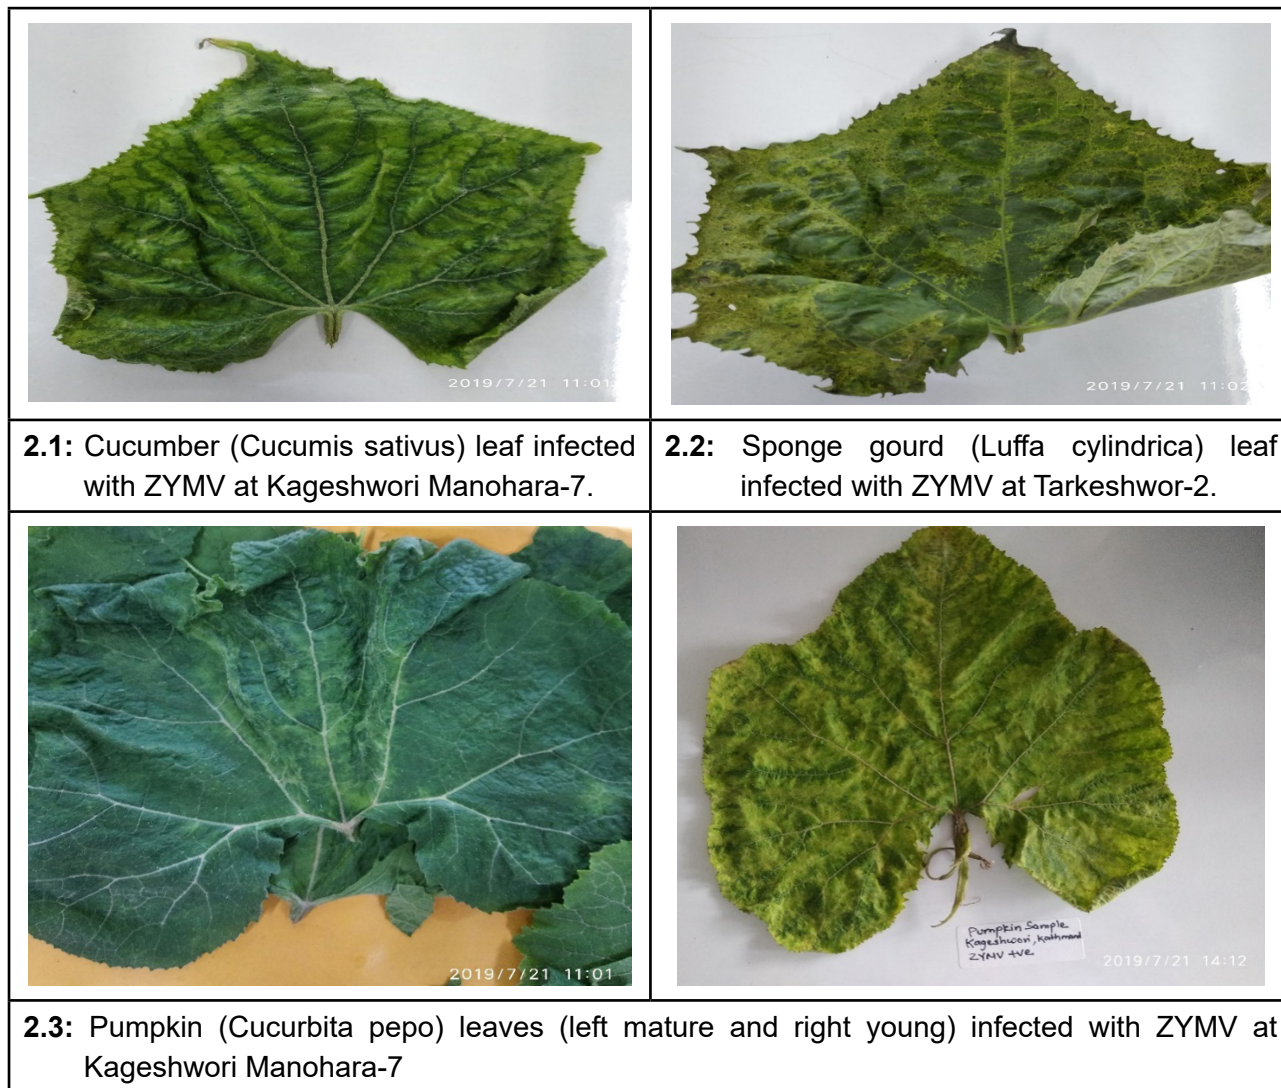 2019/7/21 11:01
2019/7/21 11:02
2.1: Cucumber (Cucumis sativus) leaf infected
with ZYMV at Kageshwori Manohara-7.
2.2: Sponge gourd (Luffa cylindrica) leaf
infected with ZYMV at Tarkeshwor-2.
2019/7/21 11:01
Pumpkin Sample
Kageshwori, Kathmand
ZYMV +ve
2019/7/21 14:12
2.3: Pumpkin (Cucurbita pepo) leaves (left mature and right young) infected with ZYMV at
Kageshwori Manohara-7